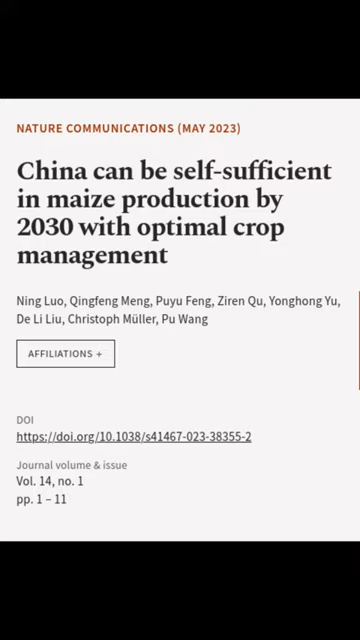 NATURE COMMUNICATIONS (MAY 2023)
China can be self-sufficient
in maize production by
2030 with optimal crop
management
Ning Luo, Qingfeng Meng, Puyu Feng, Ziren Qu, Yonghong Yu,
De Li Liu, Christoph Müller, Pu Wang
AFFILIATIONS +
DOI
https://doi.org/10.1038/s41467-023-38355-2
Journal volume & issue
Vol. 14, no. 1
pp. 1 – 11